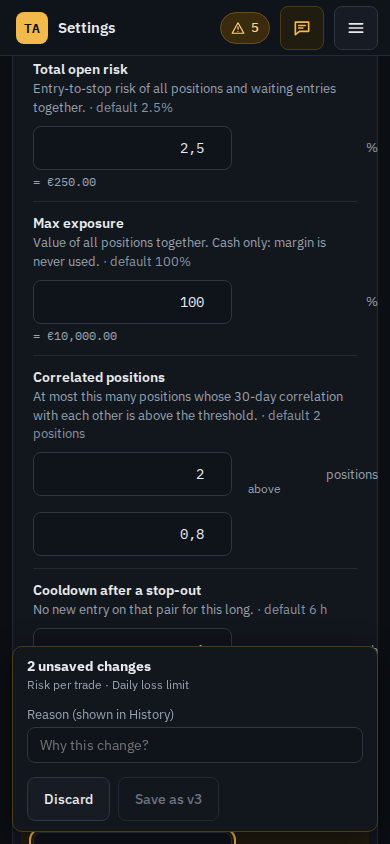 TA Settings 5
Total open risk
Entry-to-stop risk of all positions and waiting entries
together. · default 2.5%
2,5 %
= €250.00
Max exposure
Value of all positions together. Cash only: margin is
never used. · default 100%
100 %
= €10,000.00
Correlated positions
At most this many positions whose 30-day correlation
with each other is above the threshold. · default 2
positions
2 positions
above
0,8
Cooldown after a stop-out
No new entry on that pair for this long. · default 6 h
2 unsaved changes
Risk per trade · Daily loss limit
Reason (shown in History)
Why this change?
Discard Save as v3